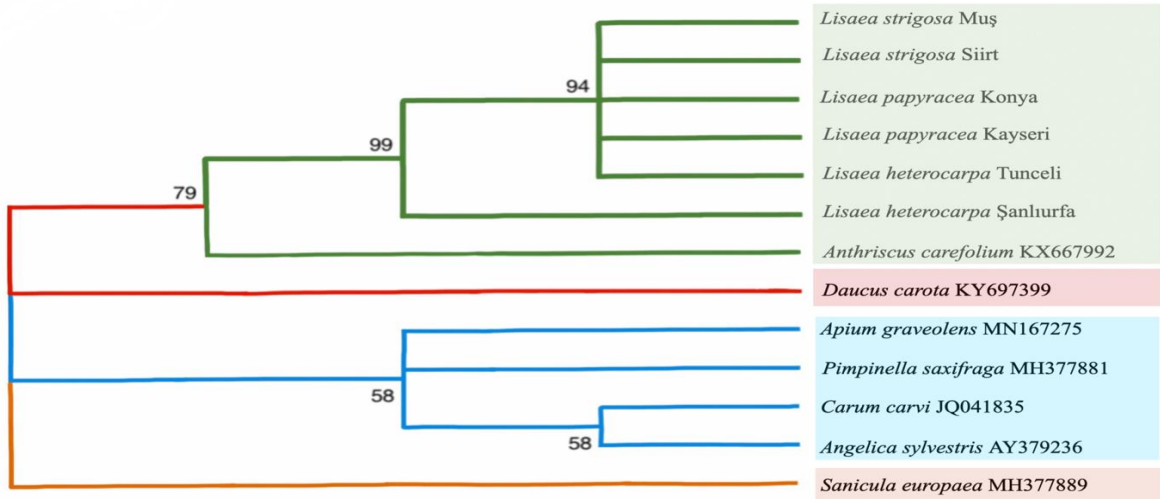 Lisaea strigosa Muş
Lisaea strigosa Siirt
94
Lisaea papyracea Konya
99
Lisaea papyracea Kayseri
Lisaea heterocarpa Tunceli
79
Lisaea heterocarpa Şanlıurfa
Anthriscus carefolium KX667992
Daucus carota KY697399
Apium graveolens MN167275
Pimpinella saxifraga MH377881
58
Carum carvi JQ041835
58
Angelica sylvestris AY379236
Sanicula europaea MH377889